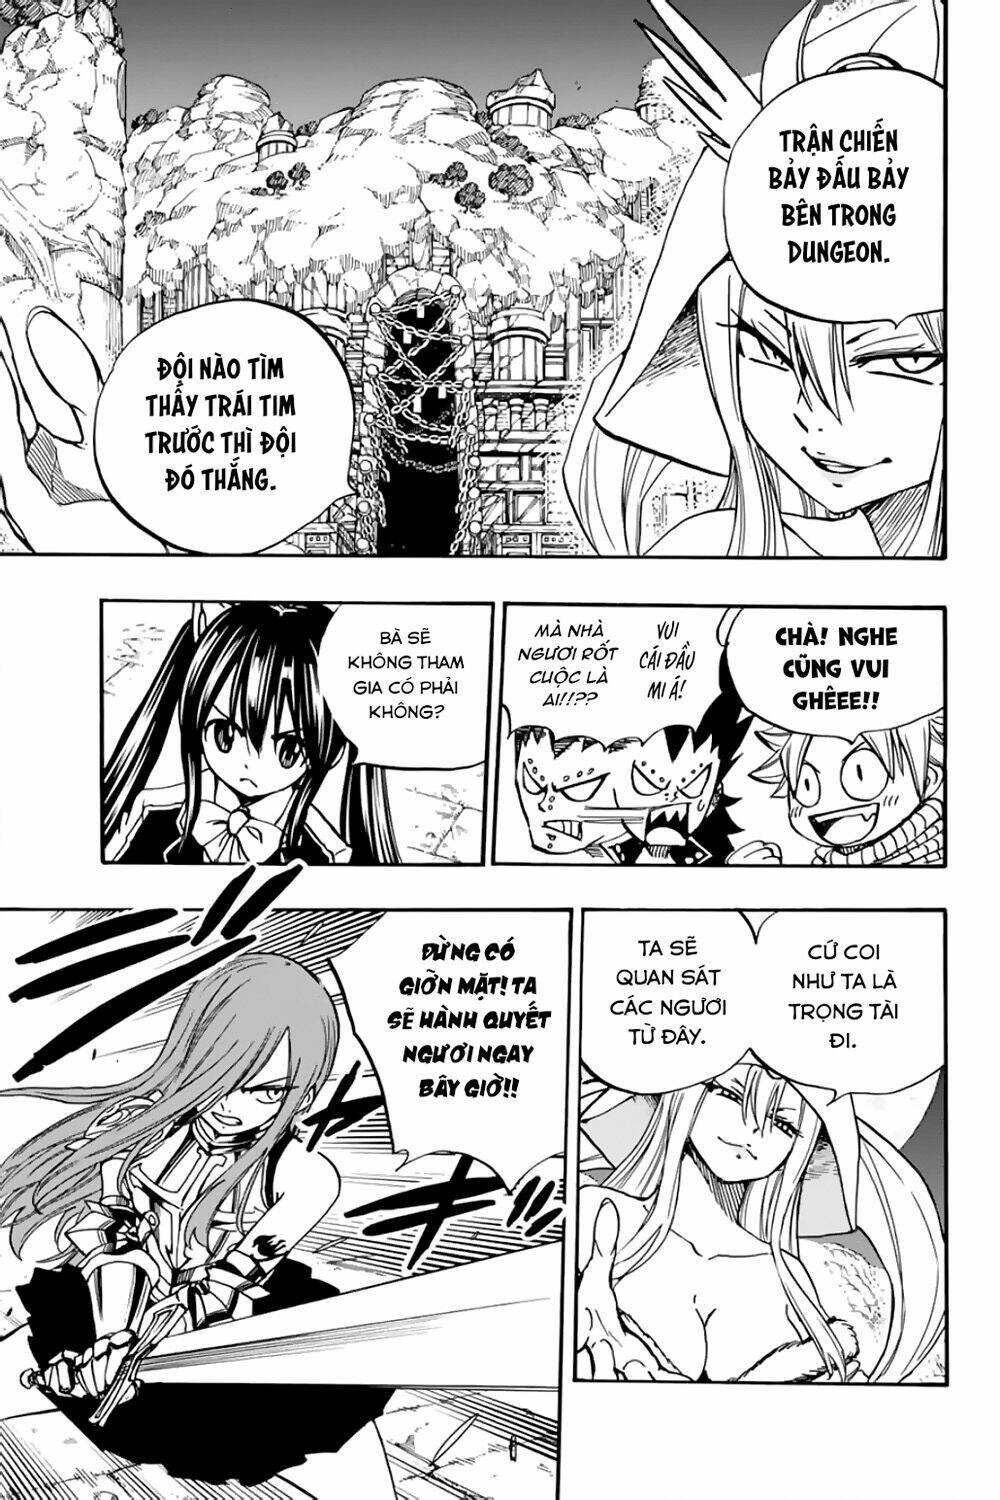 TRẬN CHIẾN
BẢY ĐẤU BẢY
BÊN TRONG
DUNGEON.
ĐỘI NÀO TÌM
THẤY TRÁI TIM
TRƯỚC THÌ ĐỘI
ĐÓ THẮNG.
CHÀ! NGHE
CŨNG VUI
GHÊEE!!
VUI
CÁI ĐẦU
MI Á!
MÀ NHÀ
NGƯƠI RỐT
CUỘC LÀ
AI!!??
BÀ SẼ
KHÔNG THAM
GIA CÓ PHẢI
KHÔNG?
CỨ COI
NHƯ TA LÀ
TRỌNG TÀI
ĐI.
TA SẼ
QUAN SÁT
CÁC NGƯƠI
TỪ ĐÂY.
ĐỪNG CÓ
GIỠN MẶT! TA
SẼ HÀNH QUYẾT
NGƯƠI NGAY
BÂY GIỜ!!